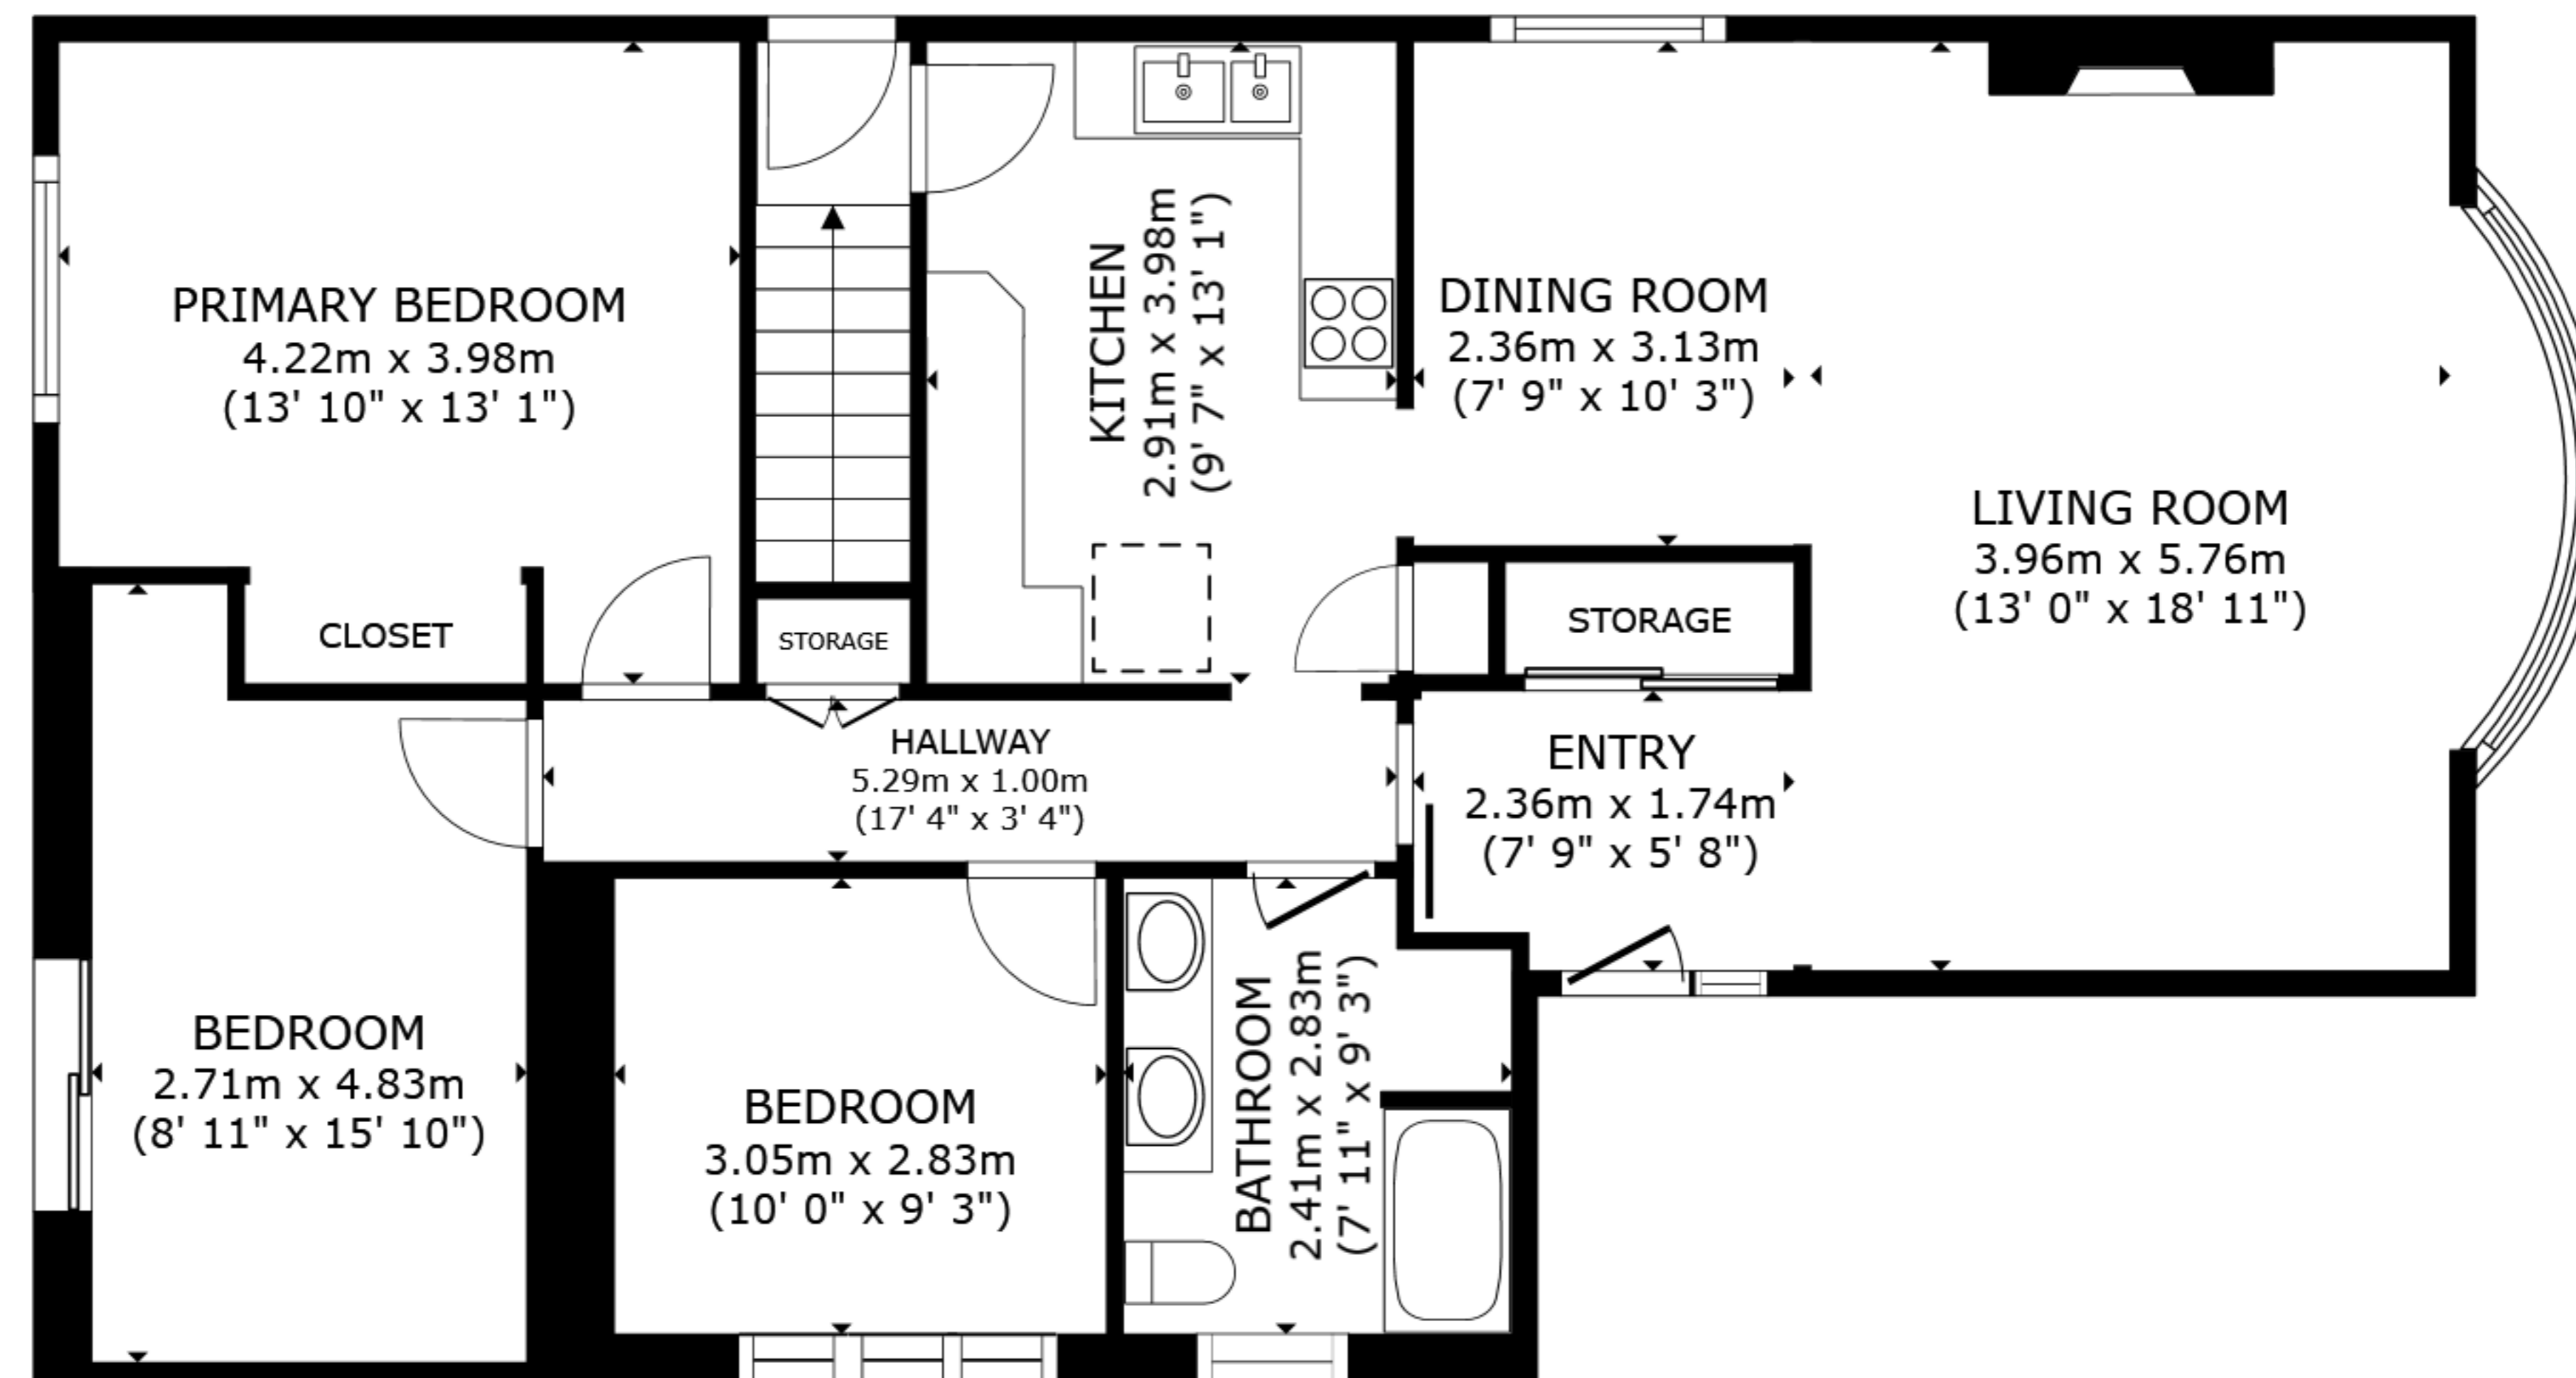 PRIMARY BEDROOM
4.22m x 3.98m
(13' 10" x 13' 1")
CLOSET
STORAGE
KITCHEN
2.91m x 3.98m
(9' 7" x 13' 1")
DINING ROOM
2.36m x 3.13m
(7' 9" x 10' 3")
LIVING ROOM
3.96m x 5.76m
(13' 0" x 18' 11")
STORAGE
HALLWAY
5.29m x 1.00m
(17' 4" x 3' 4")
ENTRY
2.36m x 1.74m
(7' 9" x 5' 8")
BEDROOM
2.71m x 4.83m
(8' 11" x 15' 10")
BEDROOM
3.05m x 2.83m
(10' 0" x 9' 3")
BATHROOM
2.41m x 2.83m
(7' 11" x 9' 3")